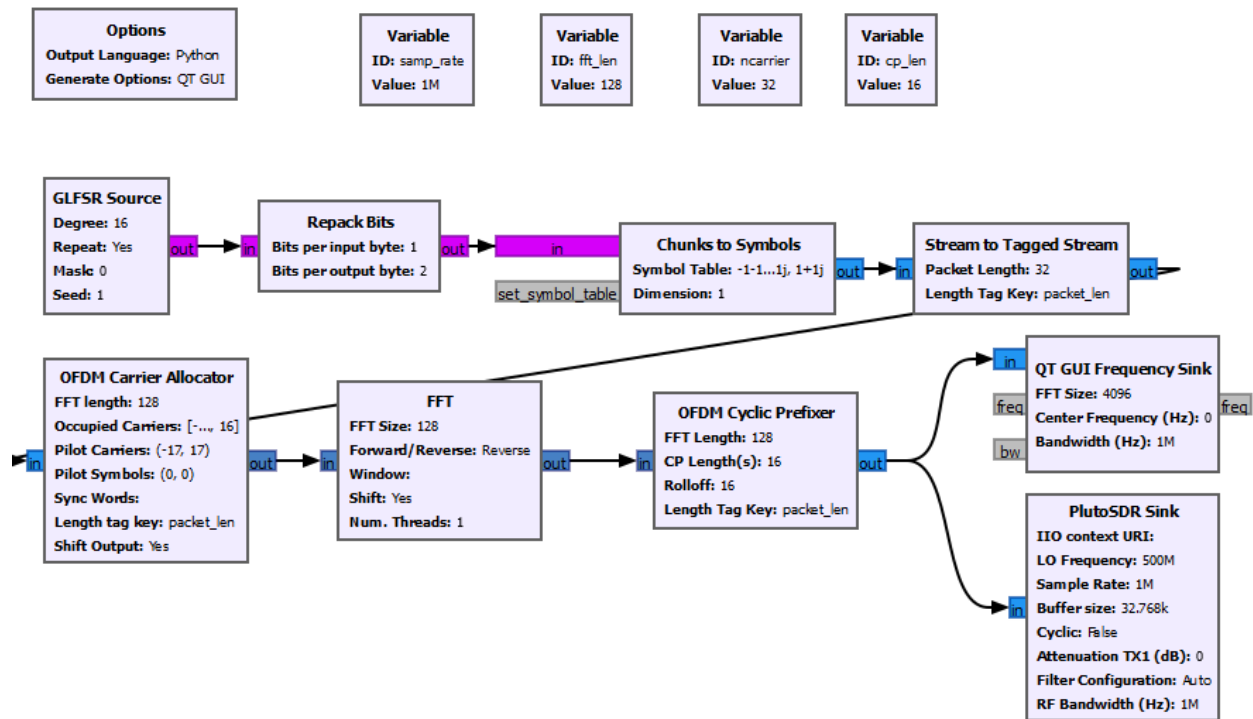 Options
Output Language: Python
Generate Options: QT GUI
Variable
ID: samp_rate
Value: 1M
Variable
ID: fft_len
Value: 128
Variable
ID: ncarrier
Value: 32
Variable
ID: cp_len
Value: 16
GLFSR Source
Degree: 16
Repeat: Yes
Mask: 0
Seed: 1
out
in
Repack Bits
Bits per input byte: 1
Bits per output byte: 2
out
in
set_symbol_table
Chunks to Symbols
Symbol Table: -1-1...1j, 1+1j
Dimension: 1
out
in
Stream to Tagged Stream
Packet Length: 32
Length Tag Key: packet_len
out
in
OFDM Carrier Allocator
FFT length: 128
Occupied Carriers: [-..., 16]
Pilot Carriers: (-17, 17)
Pilot Symbols: (0, 0)
Sync Words:
Length tag key: packet_len
Shift Output: Yes
out
in
FFT
FFT Size: 128
Forward/Reverse: Reverse
Window:
Shift: Yes
Num. Threads: 1
out
in
OFDM Cyclic Prefixer
FFT Length: 128
CP Length(s): 16
Rolloff: 16
Length Tag Key: packet_len
out
in
freq
bw
QT GUI Frequency Sink
FFT Size: 4096
Center Frequency (Hz): 0
Bandwidth (Hz): 1M
freq
in
PlutoSDR Sink
IIO context URI:
LO Frequency: 500M
Sample Rate: 1M
Buffer size: 32.768k
Cyclic: False
Attenuation TX1 (dB): 0
Filter Configuration: Auto
RF Bandwidth (Hz): 1M